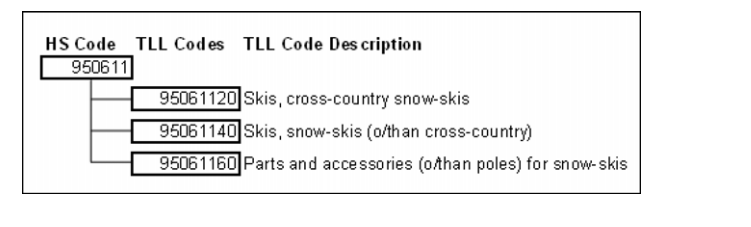 HS Code TLL Codes TLL Code Description
950611
95061120 Skis, cross-country snow-skis
95061140 Skis, snow-skis (o/than cross-country)
95061160 Parts and accessories (o/than poles) for snow-skis